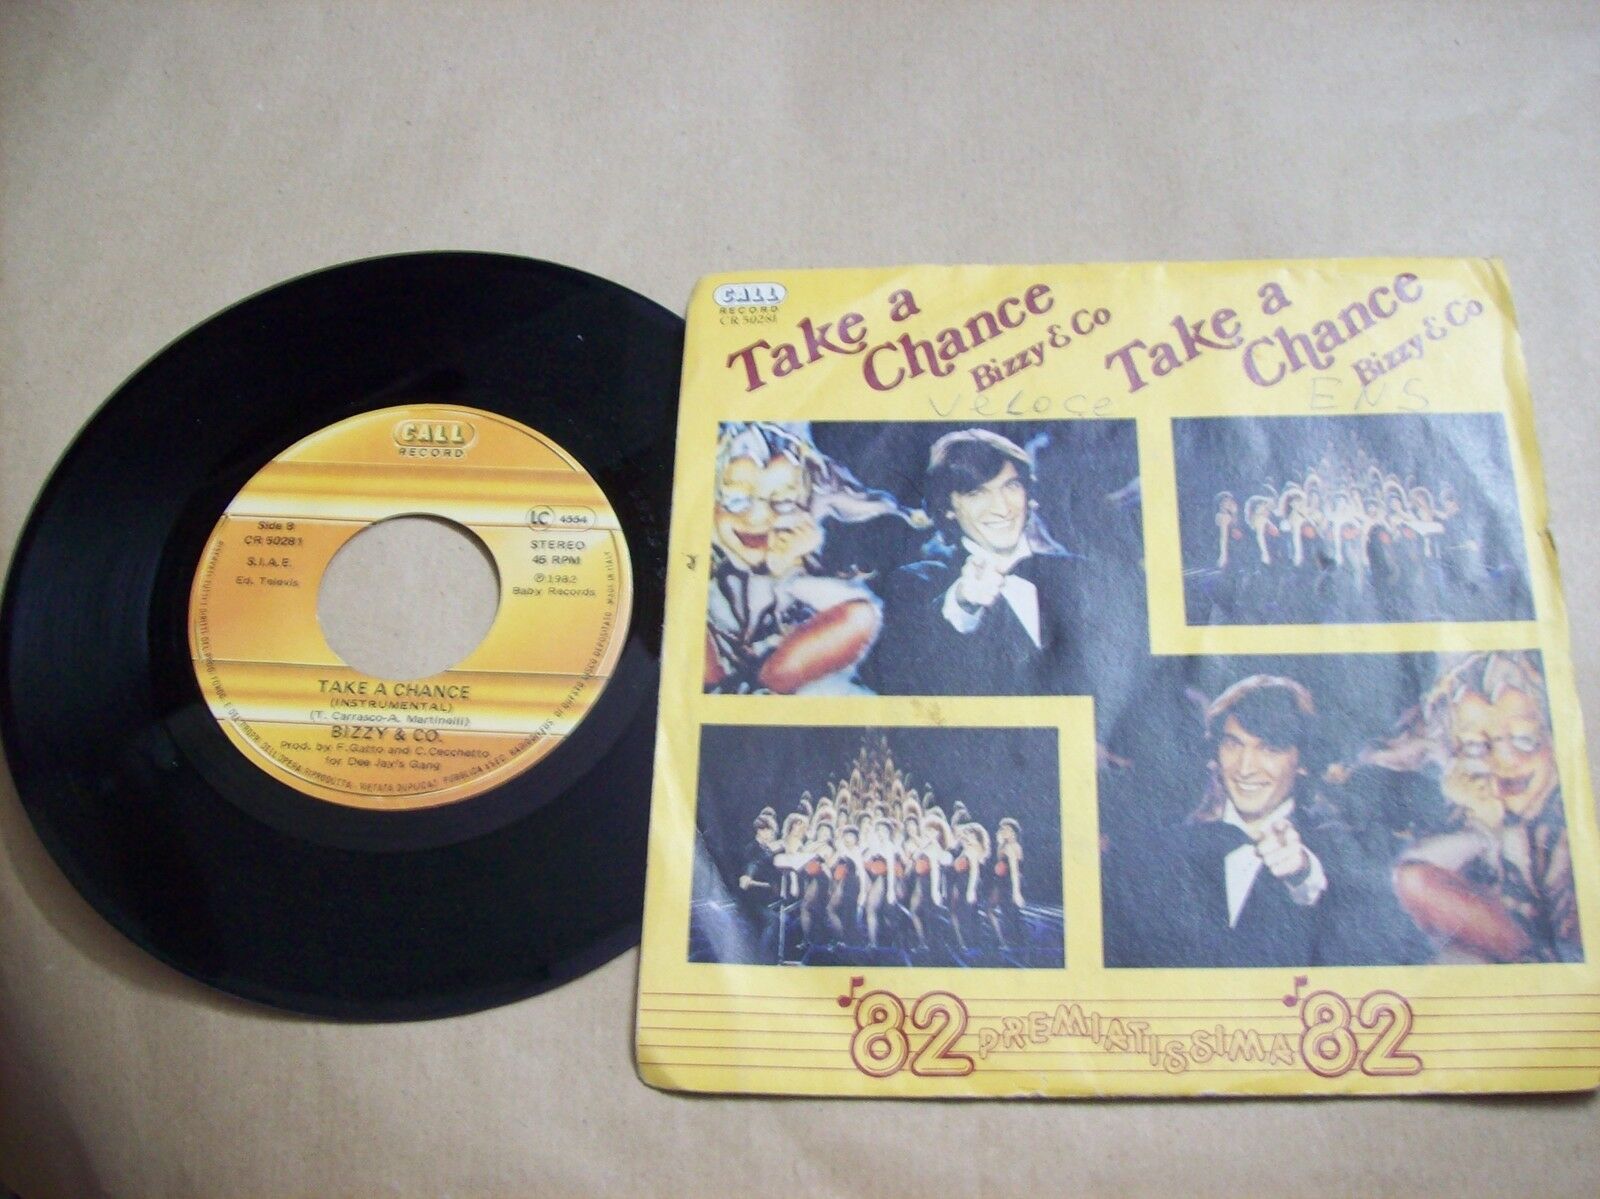 CALL
RECORD
Side B
CR 50281
S.I.A.E.
Ed. Televis
LC 4554
STEREO
45 RPM
℗ 1982
Baby Records
TAKE A CHANCE
(INSTRUMENTAL)
(T. Carrasco-A. Martinelli)
BIZZY & CO.
Prod. by F. Gatto and C. Cecchetto
for Dee Jay's Gang
MADE IN ITALY
CALL
RECORD
CR 50281
Take a
Chance
Bizzy & Co
Take a
Chance
Bizzy & Co
VELOCE
ENS
'82 PREMIATISSIMA '82